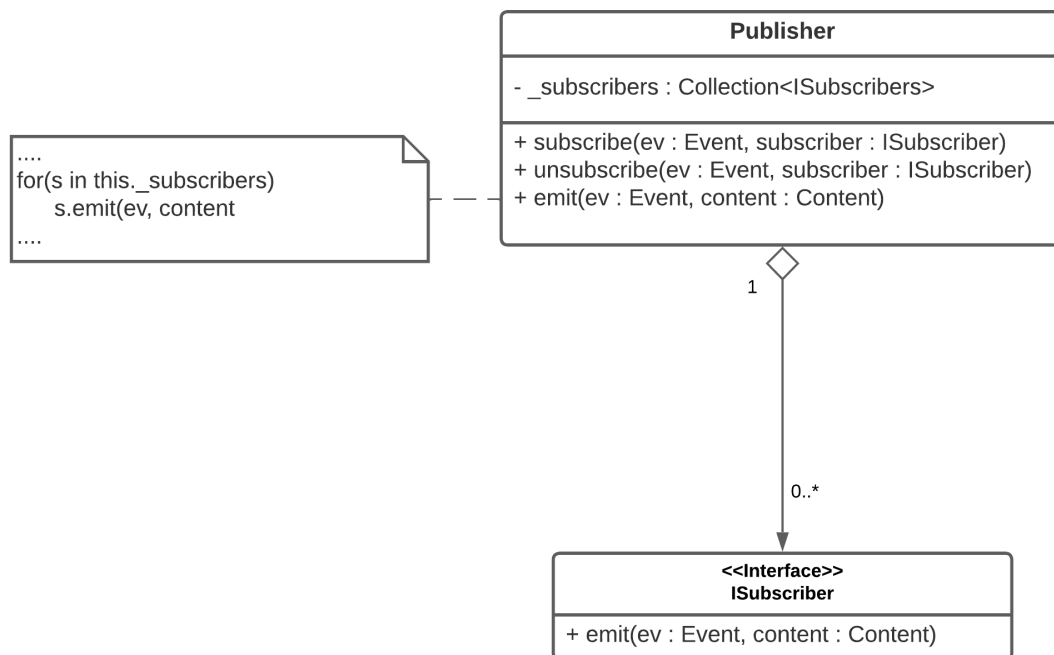 Publisher
- _subscribers : Collection<ISubscribers>
+ subscribe(ev : Event, subscriber : ISubscriber)
+ unsubscribe(ev : Event, subscriber : ISubscriber)
+ emit(ev : Event, content : Content)
....
for(s in this._subscribers)
s.emit(ev, content
....
1
0..*
<<Interface>>
ISubscriber
+ emit(ev : Event, content : Content)